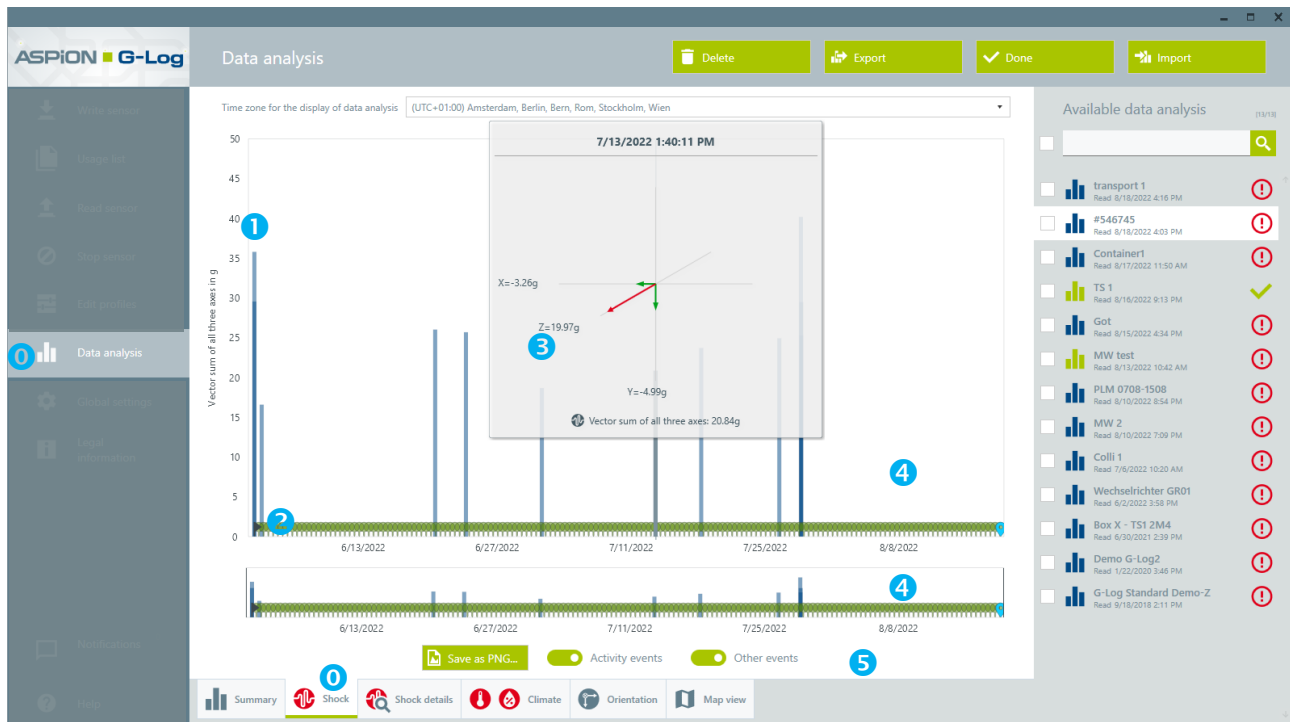 ASPION G-Log
Data analysis
Delete
Export
Done
Import
Write sensor
Usage list
Read sensor
Stop sensor
Edit profiles
0
Data analysis
Global settings
Legal
information
Notifications
Help
Time zone for the display of data analysis
(UTC+01:00) Amsterdam, Berlin, Bern, Rom, Stockholm, Wien
Vector sum of all three axes in g
50
45
40
35
30
25
20
15
10
5
0
1
2
7/13/2022 1:40:11 PM
X=-3.26g
Z=19.97g
3
Y=-4.99g
Vector sum of all three axes: 20.84g
4
6/13/2022
6/27/2022
7/11/2022
7/25/2022
8/8/2022
4
6/13/2022
6/27/2022
7/11/2022
7/25/2022
8/8/2022
Save as PNG...
Activity events
Other events
5
0
Summary
Shock
Shock details
Climate
Orientation
Map view
Available data analysis
(13/13)
transport 1
Read 8/18/2022 4:16 PM
#546745
Read 8/18/2022 4:03 PM
Container1
Read 8/17/2022 11:50 AM
TS 1
Read 8/16/2022 9:13 PM
Got
Read 8/15/2022 4:34 PM
MW test
Read 8/13/2022 10:42 AM
PLM 0708-1508
Read 8/10/2022 8:54 PM
MW 2
Read 8/10/2022 7:09 PM
Colli 1
Read 7/6/2022 10:20 AM
Wechselrichter GR01
Read 6/2/2022 3:58 PM
Box X - TS1 2M4
Read 6/30/2021 2:39 PM
Demo G-Log2
Read 1/22/2020 3:46 PM
G-Log Standard Demo-Z
Read 9/18/2018 2:11 PM